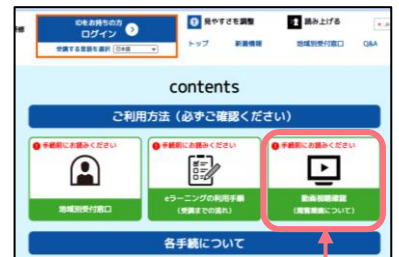 IDをお持ちの方
ログイン
受講する言語を選択 日本語
見やすさを調整
読み上げる
トップ
新着情報
地域別受付窓口
Q&A
contents
ご利用方法（必ずご確認ください）
手続前にお読みください
手続前にお読みください
手続前にお読みください
地域別受付窓口
eラーニングの利用手順
（受講までの流れ）
動画視聴確認
（閲覧環境について）
各手続について